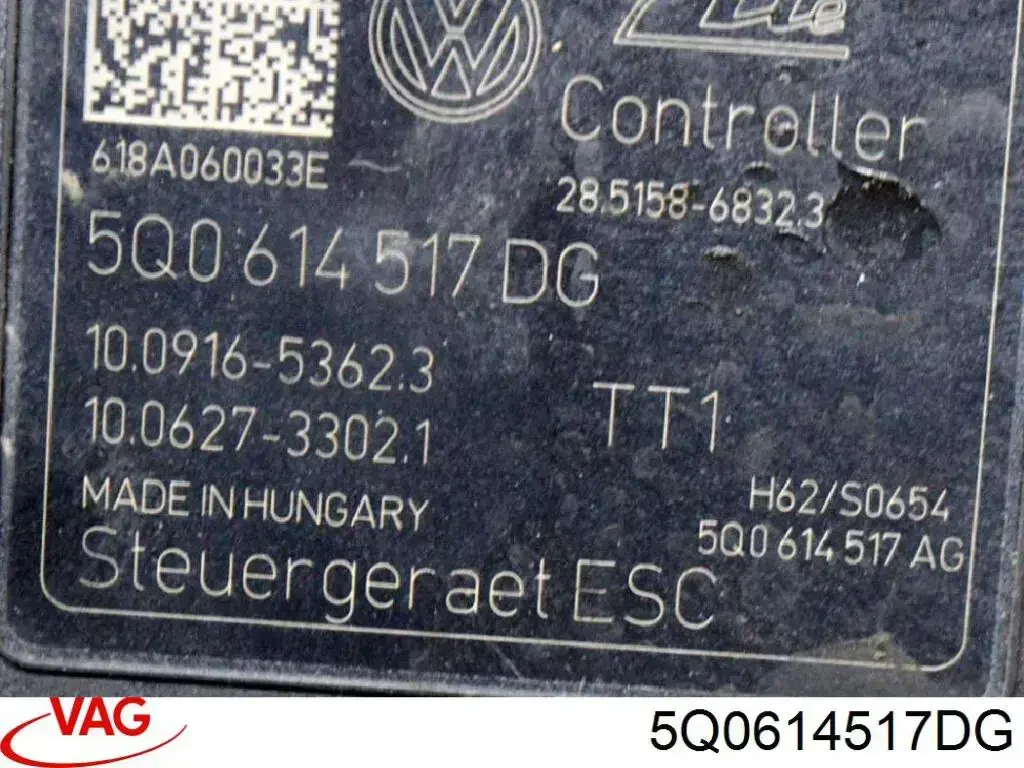 Controller
618A060033E
28.5158-6832.3
5Q0 614 517 DG
10.0916-5362.3
10.0627-3302.1
TT1
MADE IN HUNGARY
H62/S0654
5Q0 614 517 AG
Steuergeraet ESC
VAG
5Q0614517DG